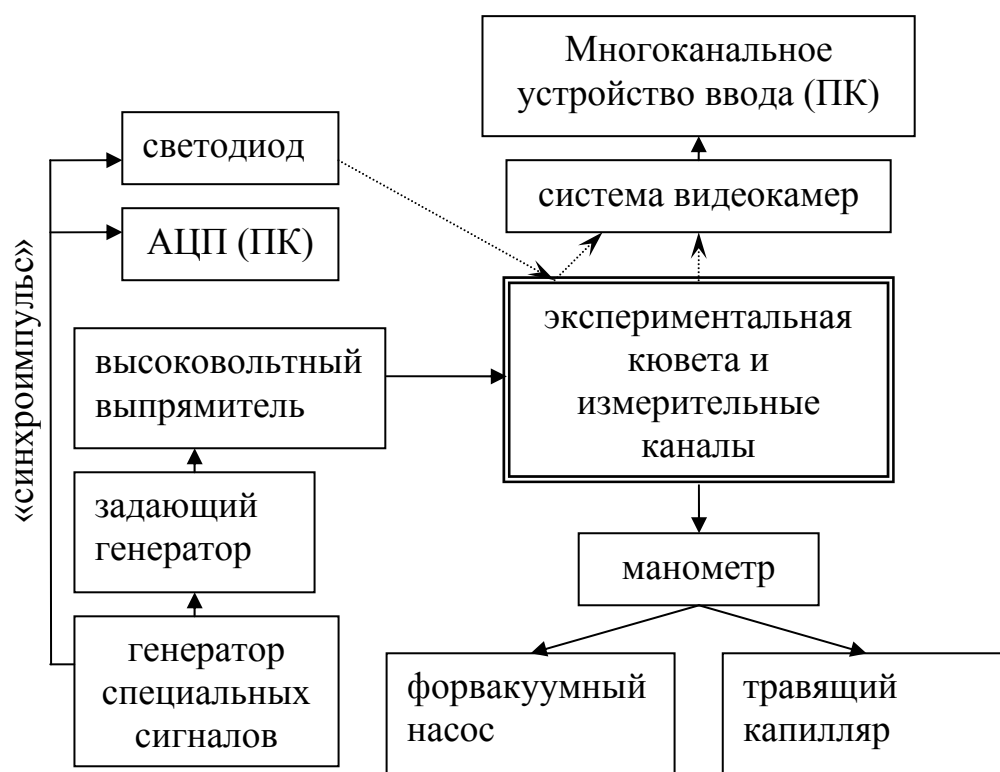 Многоканальное
устройство ввода (ПК)
светодиод
система видеокамер
АЦП (ПК)
«синхроимпульс»
экспериментальная
кювета и
измерительные
каналы
высоковольтный
выпрямитель
задающий
генератор
манометр
генератор
специальных
сигналов
форвакуумный
насос
травящий
капилляр